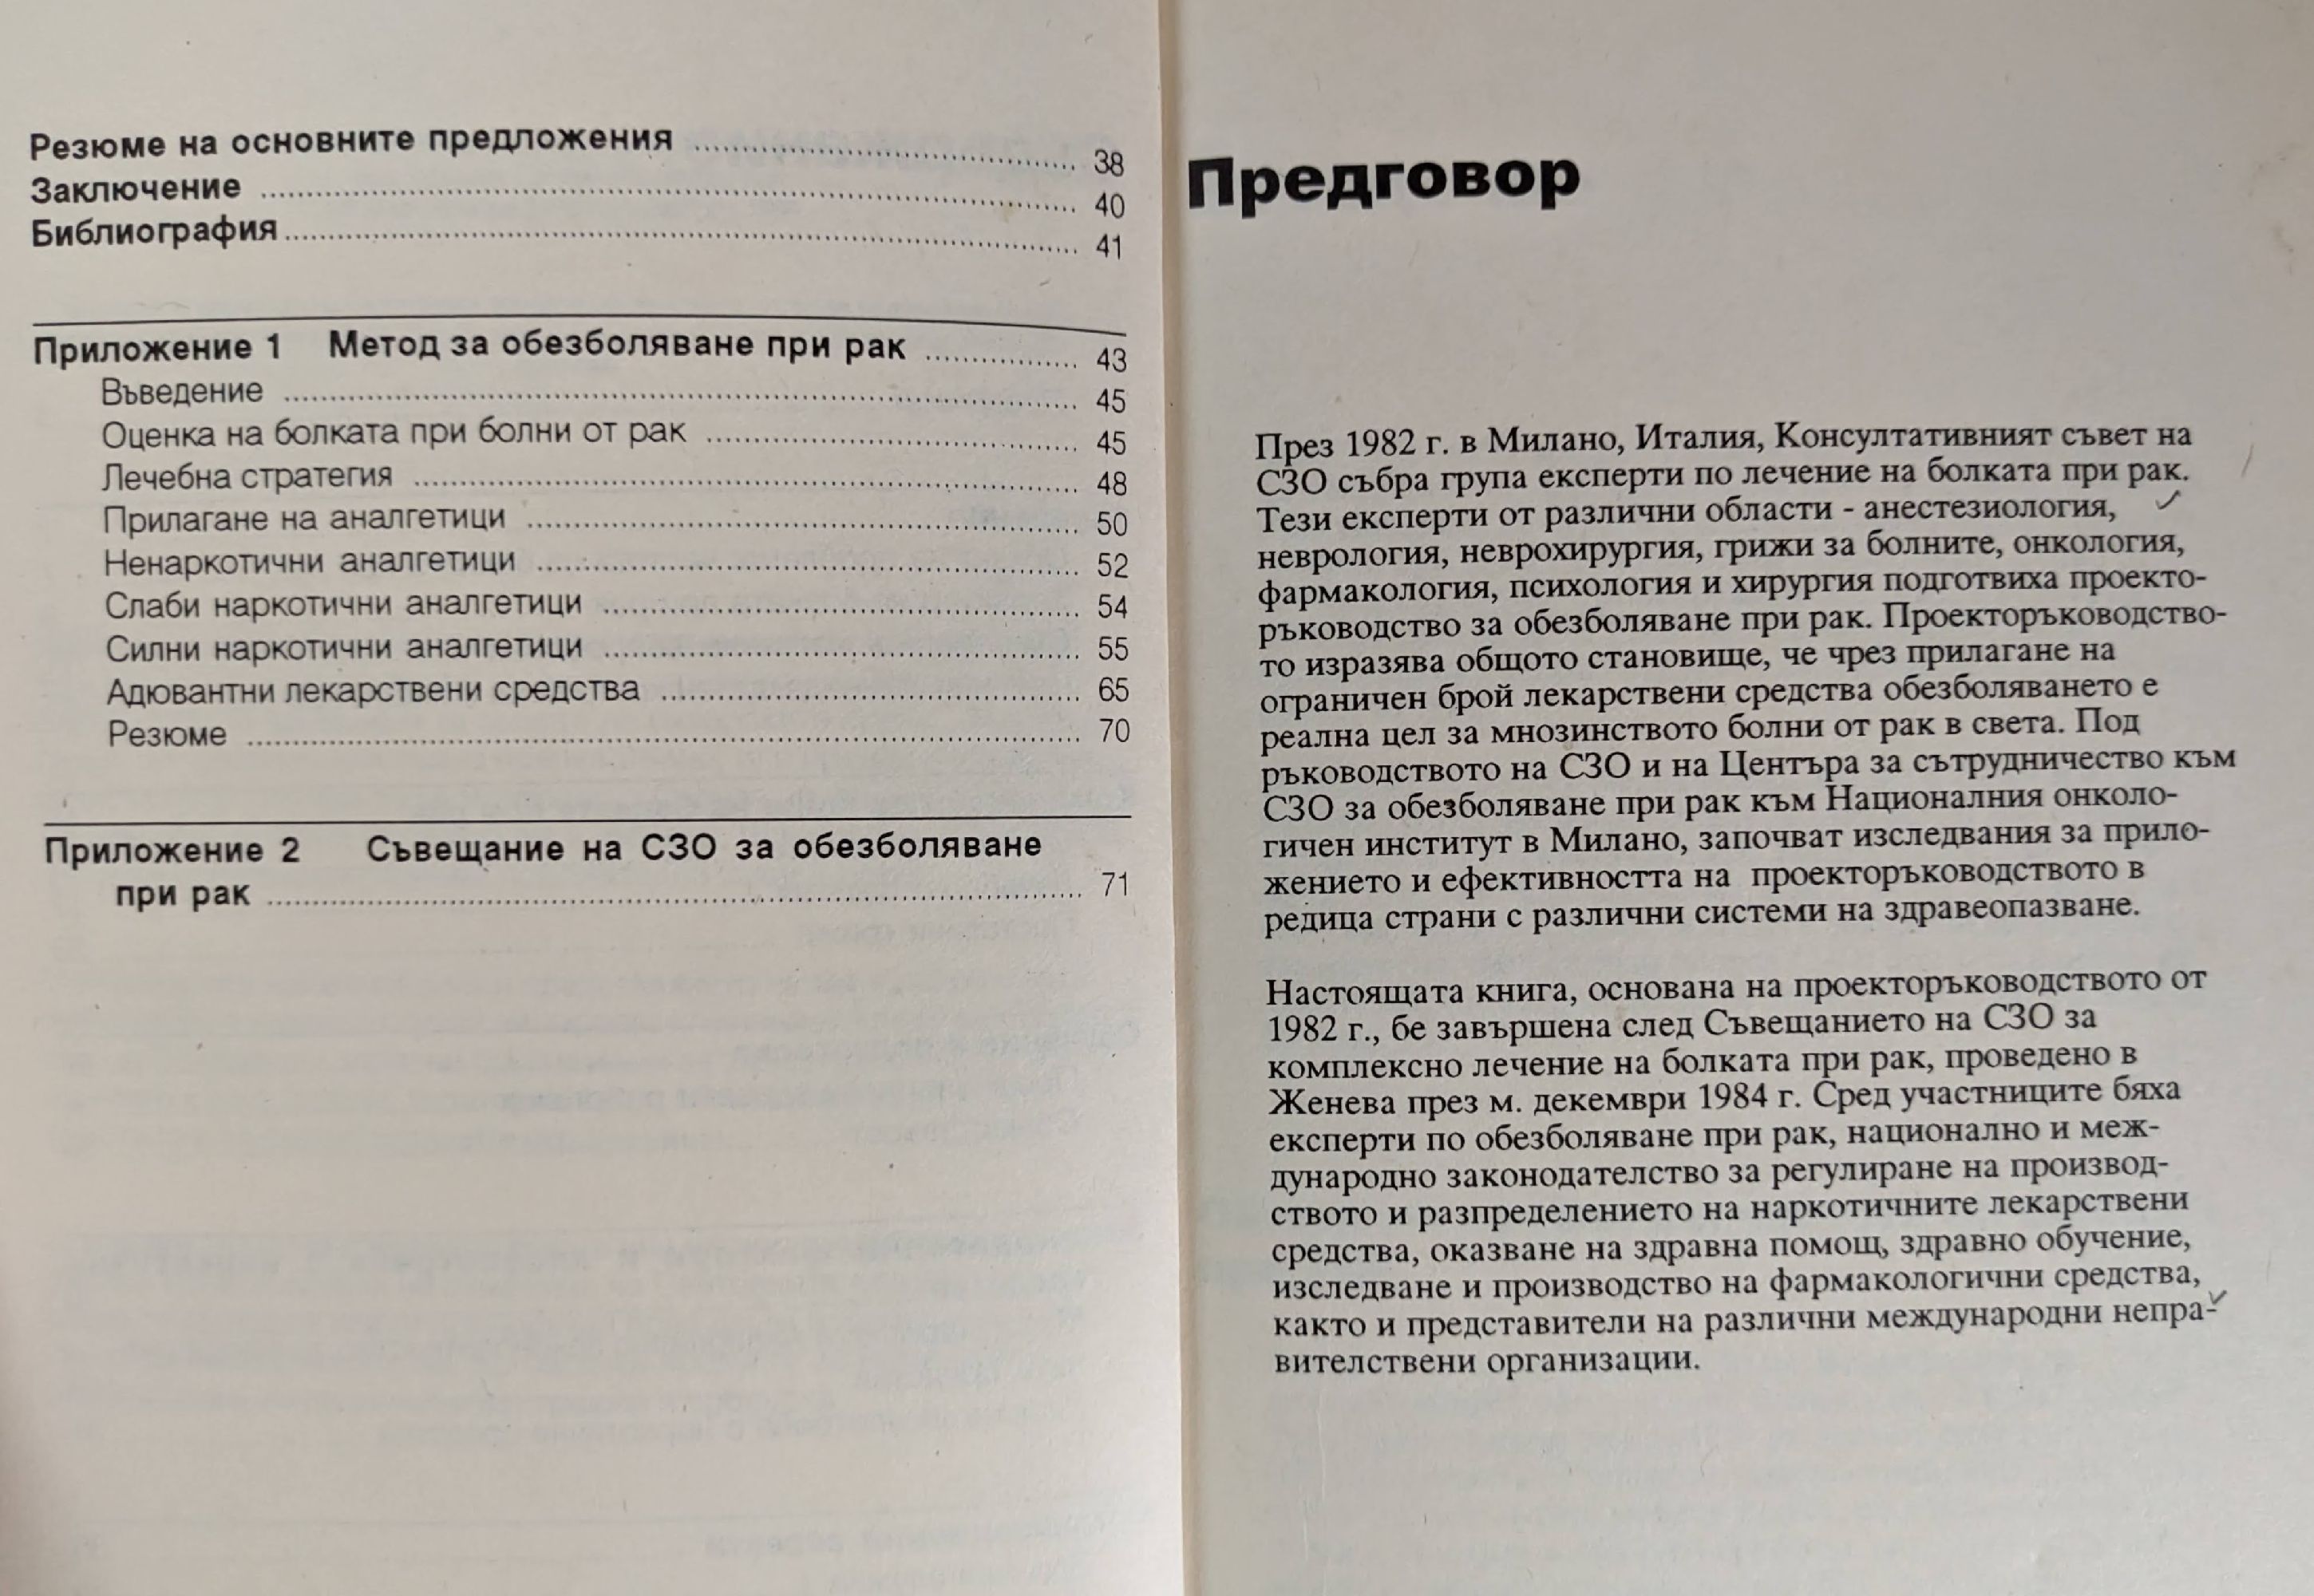 Резюме на основните предложения ........ 38
Заключение ........ 40
Библиография ........ 41
Приложение 1 Метод за обезболяване при рак ........ 43
Въведение ........ 45
Оценка на болката при болни от рак ........ 45
Лечебна стратегия ........ 48
Прилагане на аналгетици ........ 50
Ненаркотични аналгетици ........ 52
Слаби наркотични аналгетици ........ 54
Силни наркотични аналгетици ........ 55
Адювантни лекарствени средства ........ 65
Резюме ........ 70
Приложение 2 Съвещание на СЗО за обезболяване
при рак ........ 71
Предговор
През 1982 г. в Милано, Италия, Консултативният съвет на
СЗО събра група експерти по лечение на болката при рак.
Тези експерти от различни области - анестезиология,
неврология, неврохирургия, грижи за болните, онкология,
фармакология, психология и хирургия подготвиха проекто-
ръководство за обезболяване при рак. Проекторъководство-
то изразява общото становище, че чрез прилагане на
ограничен брой лекарствени средства обезболяването е
реална цел за мнозинството болни от рак в света. Под
ръководството на СЗО и на Центъра за сътрудничество към
СЗО за обезболяване при рак към Националния онколо-
гичен институт в Милано, започват изследвания за прило-
жението и ефективността на проекторъководството в
редица страни с различни системи на здравеопазване.
Настоящата книга, основана на проекторъководството от
1982 г., бе завършена след Съвещанието на СЗО за
комплексно лечение на болката при рак, проведено в
Женева през м. декември 1984 г. Сред участниците бяха
експерти по обезболяване при рак, национално и меж-
дународно законодателство за регулиране на производ-
ството и разпределението на наркотичните лекарствени
средства, оказване на здравна помощ, здравно обучение,
изследване и производство на фармакологични средства,
както и представители на различни международни непра-
вителствени организации.